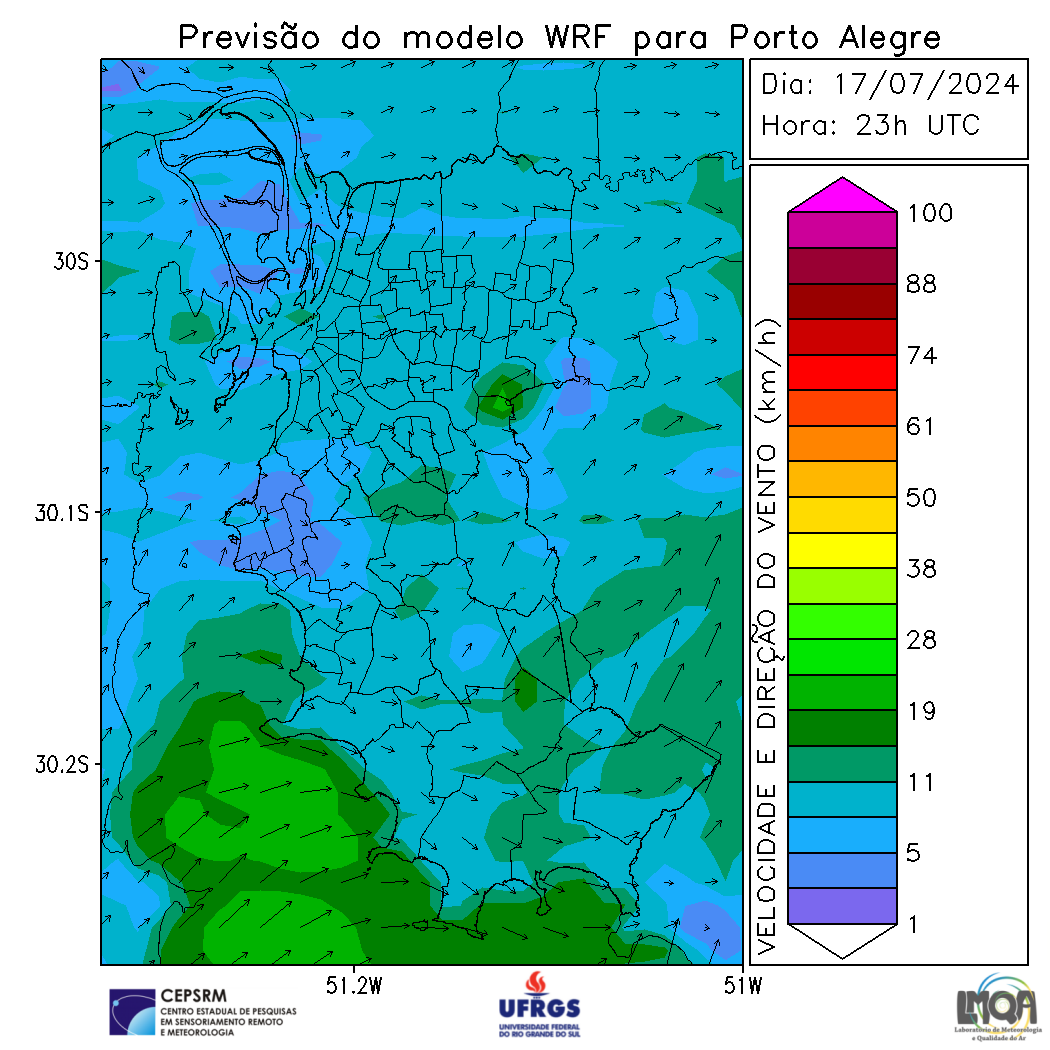 Previsão do modelo WRF para Porto Alegre
Dia: 17/07/2024
Hora: 23h UTC
30S
30.1S
30.2S
51.2W
51W
VELOCIDADE E DIREÇÃO DO VENTO (km/h)
100
88
74
61
50
38
28
19
11
5
1
CEPSRM
CENTRO ESTADUAL DE PESQUISAS
EM SENSORIAMENTO REMOTO
E METEOROLOGIA
UFRGS
UNIVERSIDADE FEDERAL
DO RIO GRANDE DO SUL
LMQA
Laboratório de Meteorologia
e Qualidade do Ar